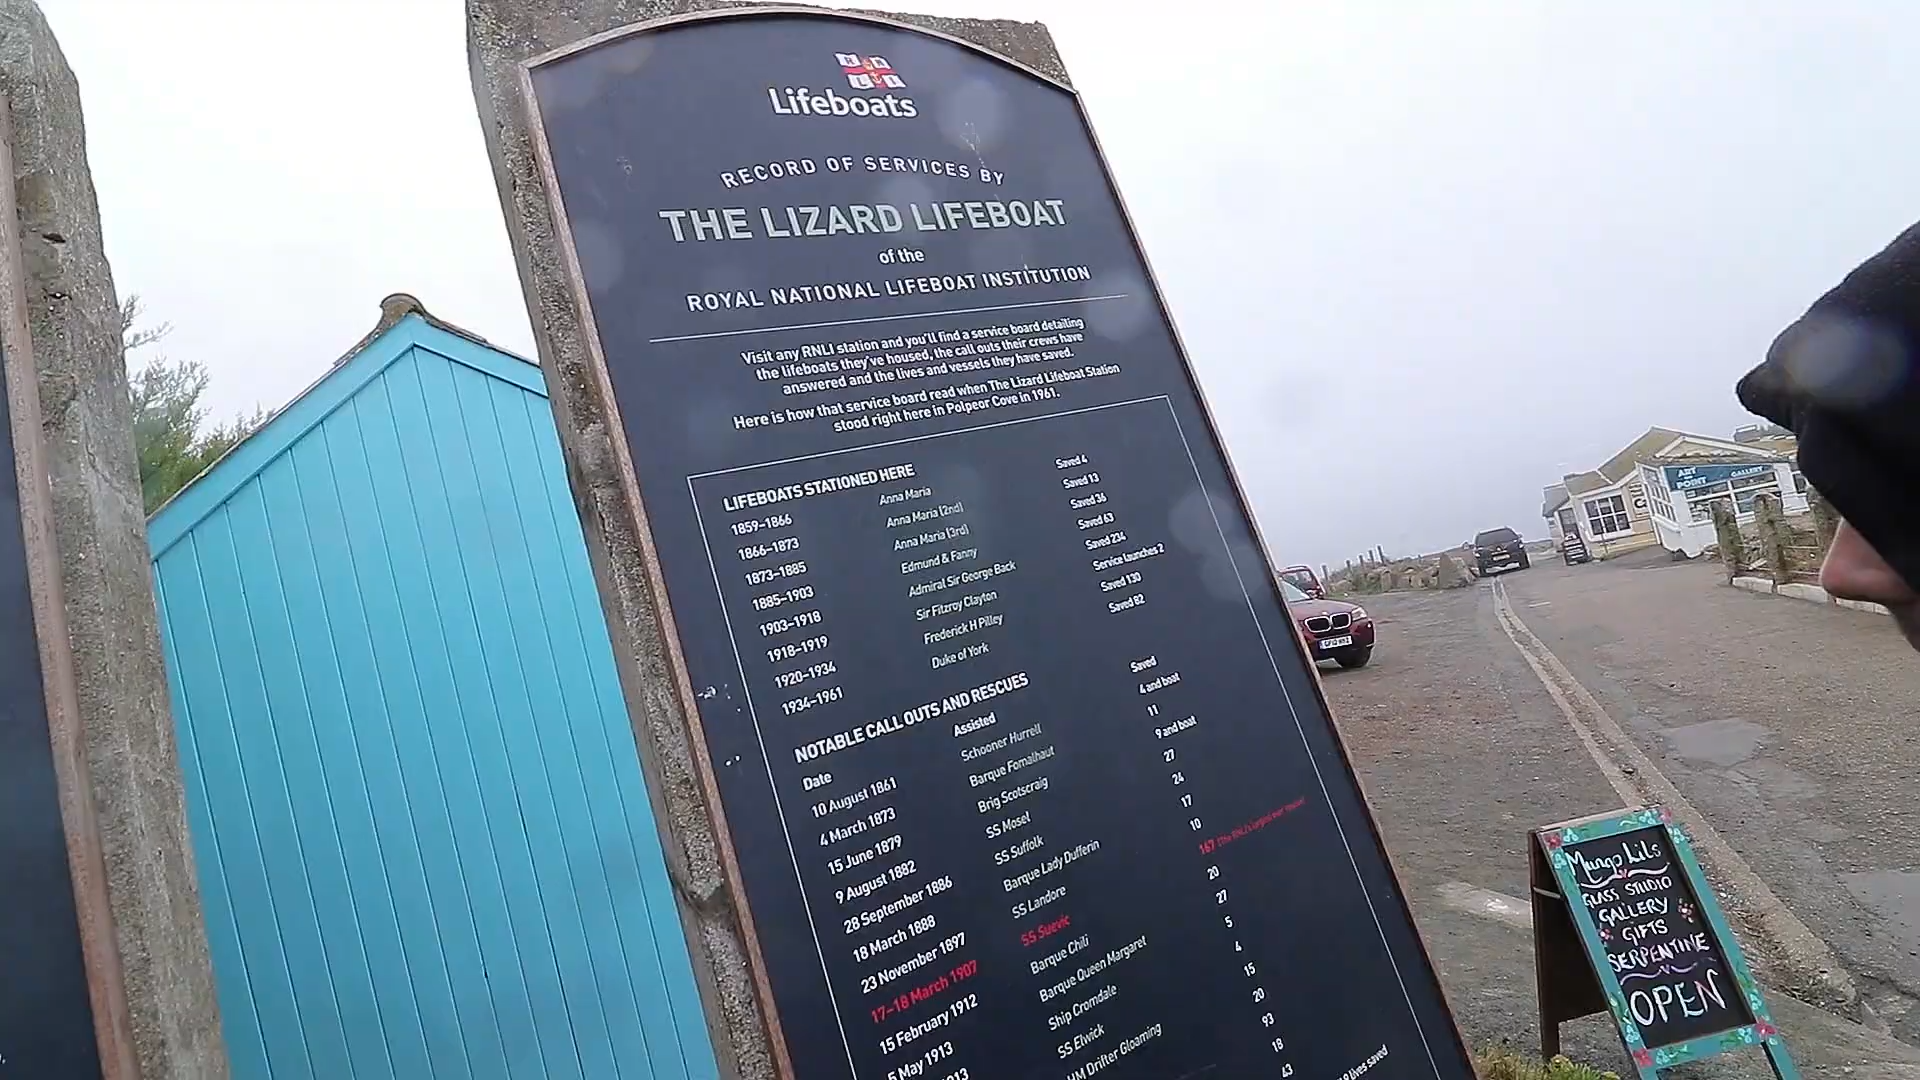 RNLI
Lifeboats
RECORD OF SERVICES BY
THE LIZARD LIFEBOAT
of the
ROYAL NATIONAL LIFEBOAT INSTITUTION
Visit any RNLI station and you'll find a service board detailing
the lifeboats they've housed, the call outs their crews have
answered and the lives and vessels they have saved.
Here is how that service board read when The Lizard Lifeboat Station
stood right here in Polpeor Cove in 1961.
LIFEBOATS STATIONED HERE
1859–1866 Anna Maria Saved 4
1866–1873 Anna Maria (2nd) Saved 13
1873–1885 Anna Maria (3rd) Saved 36
1885–1903 Edmund & Fanny Saved 63
1903–1918 Admiral Sir George Back Saved 234
1918–1919 Sir Fitzroy Clayton Service launches 2
1920–1934 Frederick H Pilley Saved 130
1934–1961 Duke of York Saved 82
NOTABLE CALL OUTS AND RESCUES
Date Assisted Saved
10 August 1861 Schooner Hurrell 4 and boat
4 March 1873 Barque Fomalhaut 11
15 June 1879 Brig Scotscraig 9 and boat
9 August 1882 SS Mosel 27
28 September 1886 SS Suffolk 24
18 March 1888 Barque Lady Dufferin 17
23 November 1897 SS Landore 10
17–18 March 1907 SS Suevic 167 (The RNLI's largest ever rescue)
15 February 1912 Barque Chili 20
5 May 1913 Barque Queen Margaret 27
1913 Ship Cromdale 5
SS Elwick 4
HM Drifter Gloaming 15
20
93
18
43
lives saved
ART
POINT
GALLERY
Mungo Lils
GLASS STUDIO
GALLERY
GIFTS
SERPENTINE
OPEN